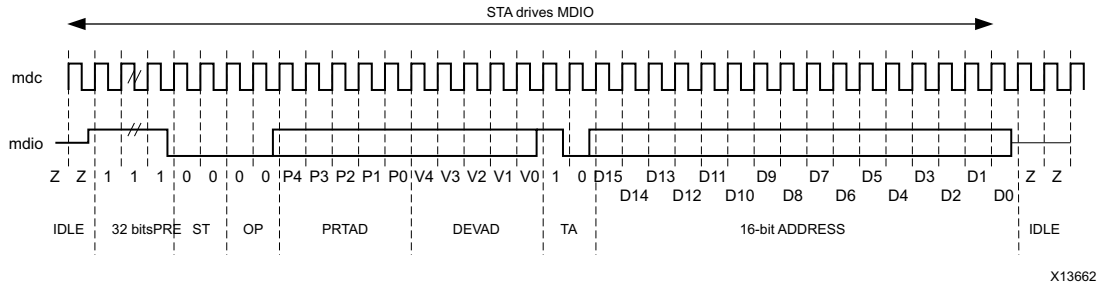 STA drives MDIO
mdc
mdio
Z Z 1 1 1 0 0 0 0 P4 P3 P2 P1 P0 V4 V3 V2 V1 V0 1 0 D15 D13 D11 D9 D7 D5 D3 D1 Z Z
D14 D12 D10 D8 D6 D4 D2 D0
IDLE 32 bitsPRE ST OP PRTAD DEVAD TA 16-bit ADDRESS IDLE
X13662